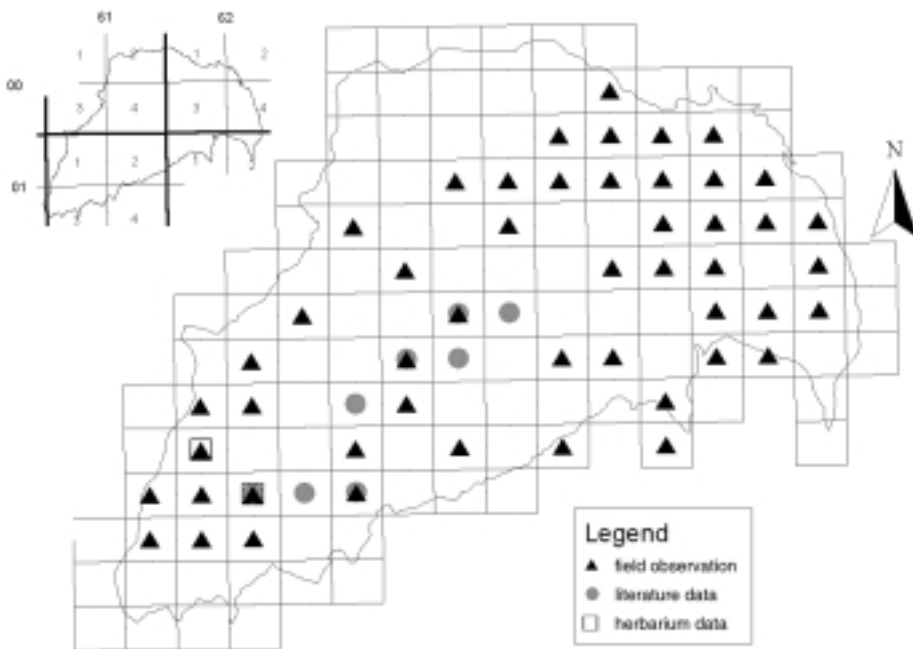 61 62
1 1 2
00
3 4 3 4
1 2 1
01
3 4
N
Legend
field observation
literature data
herbarium data